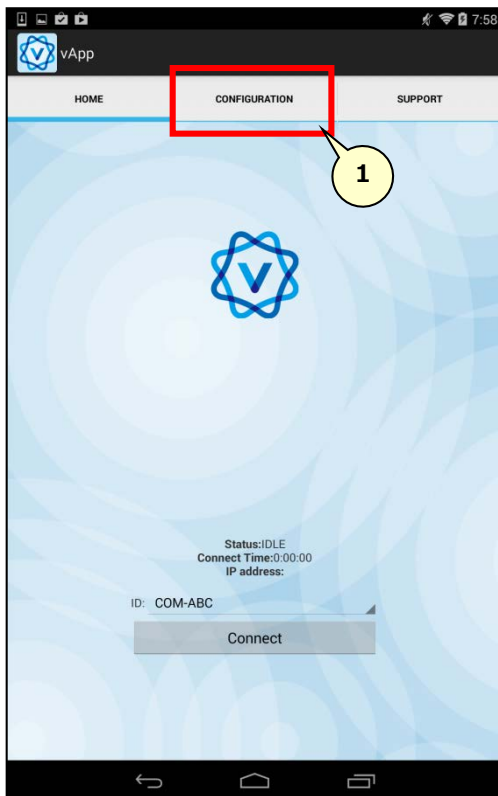 7:58
vApp
HOME CONFIGURATION SUPPORT
1
V
Status:IDLE
Connect Time:0:00:00
IP address:
ID: COM-ABC
Connect